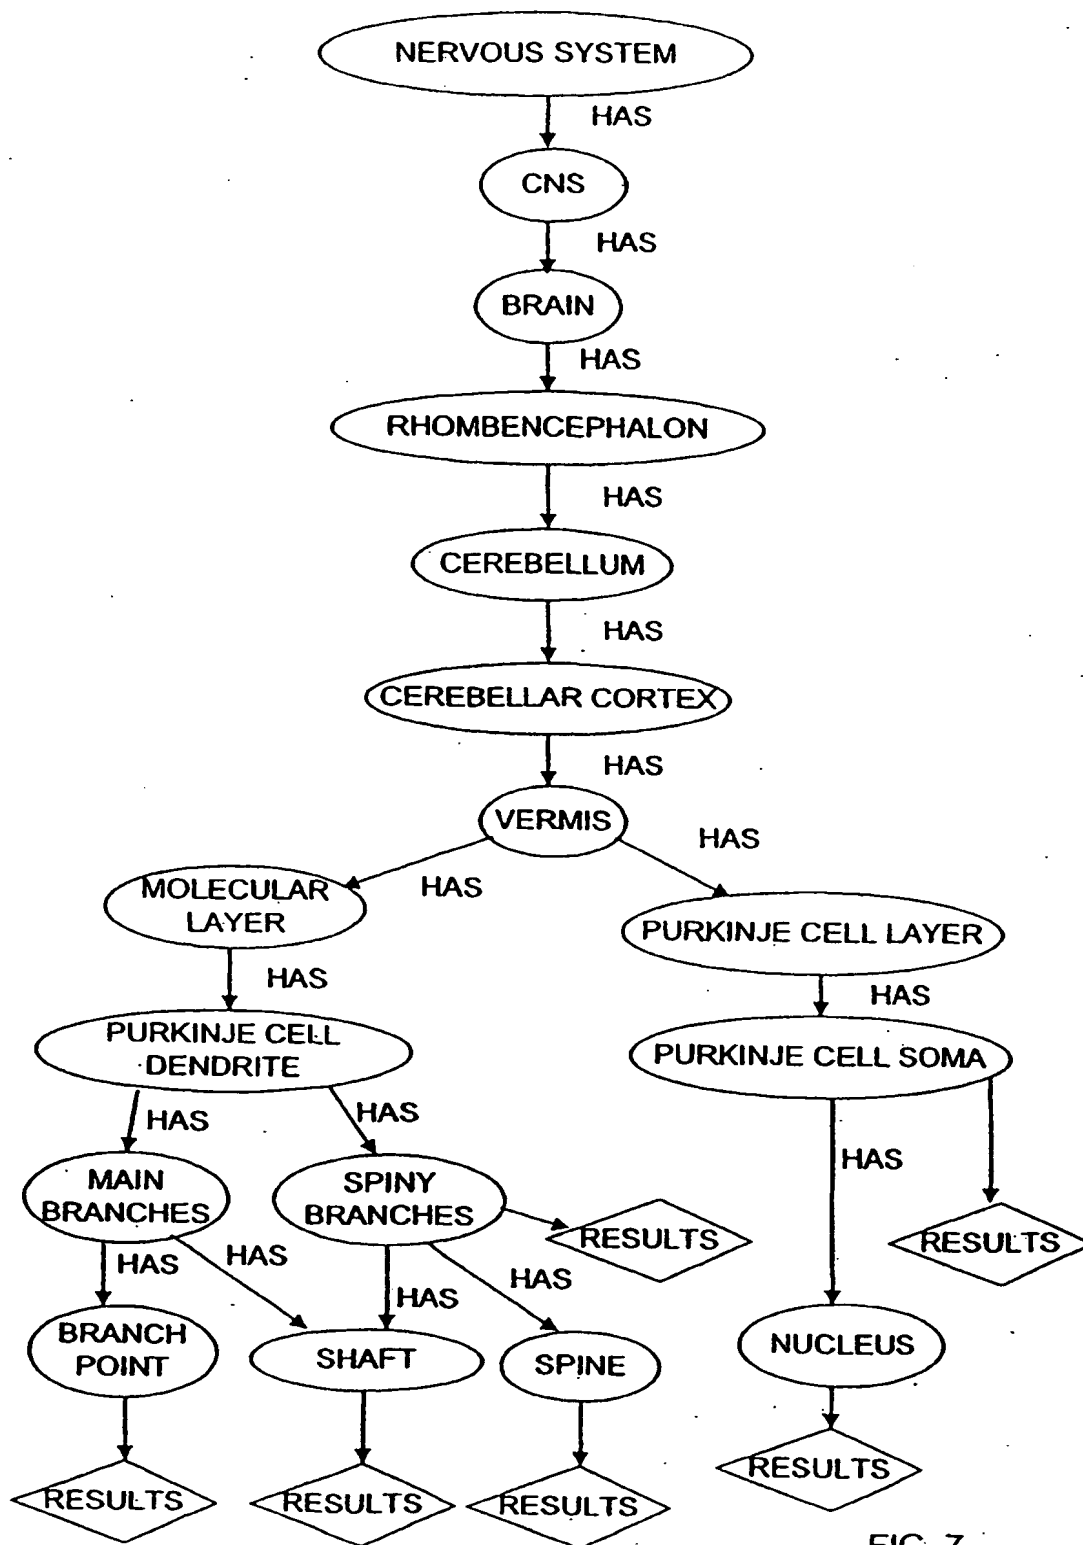 NERVOUS SYSTEM
HAS
CNS
HAS
BRAIN
HAS
RHOMBENCEPHALON
HAS
CEREBELLUM
HAS
CEREBELLAR CORTEX
HAS
VERMIS
HAS
HAS
MOLECULAR
LAYER
PURKINJE CELL LAYER
HAS
HAS
PURKINJE CELL
DENDRITE
PURKINJE CELL SOMA
HAS
HAS
HAS
MAIN
BRANCHES
SPINY
BRANCHES
RESULTS
RESULTS
HAS
HAS
HAS
HAS
BRANCH
POINT
SHAFT
SPINE
NUCLEUS
RESULTS
RESULTS
RESULTS
RESULTS
FIG. 7